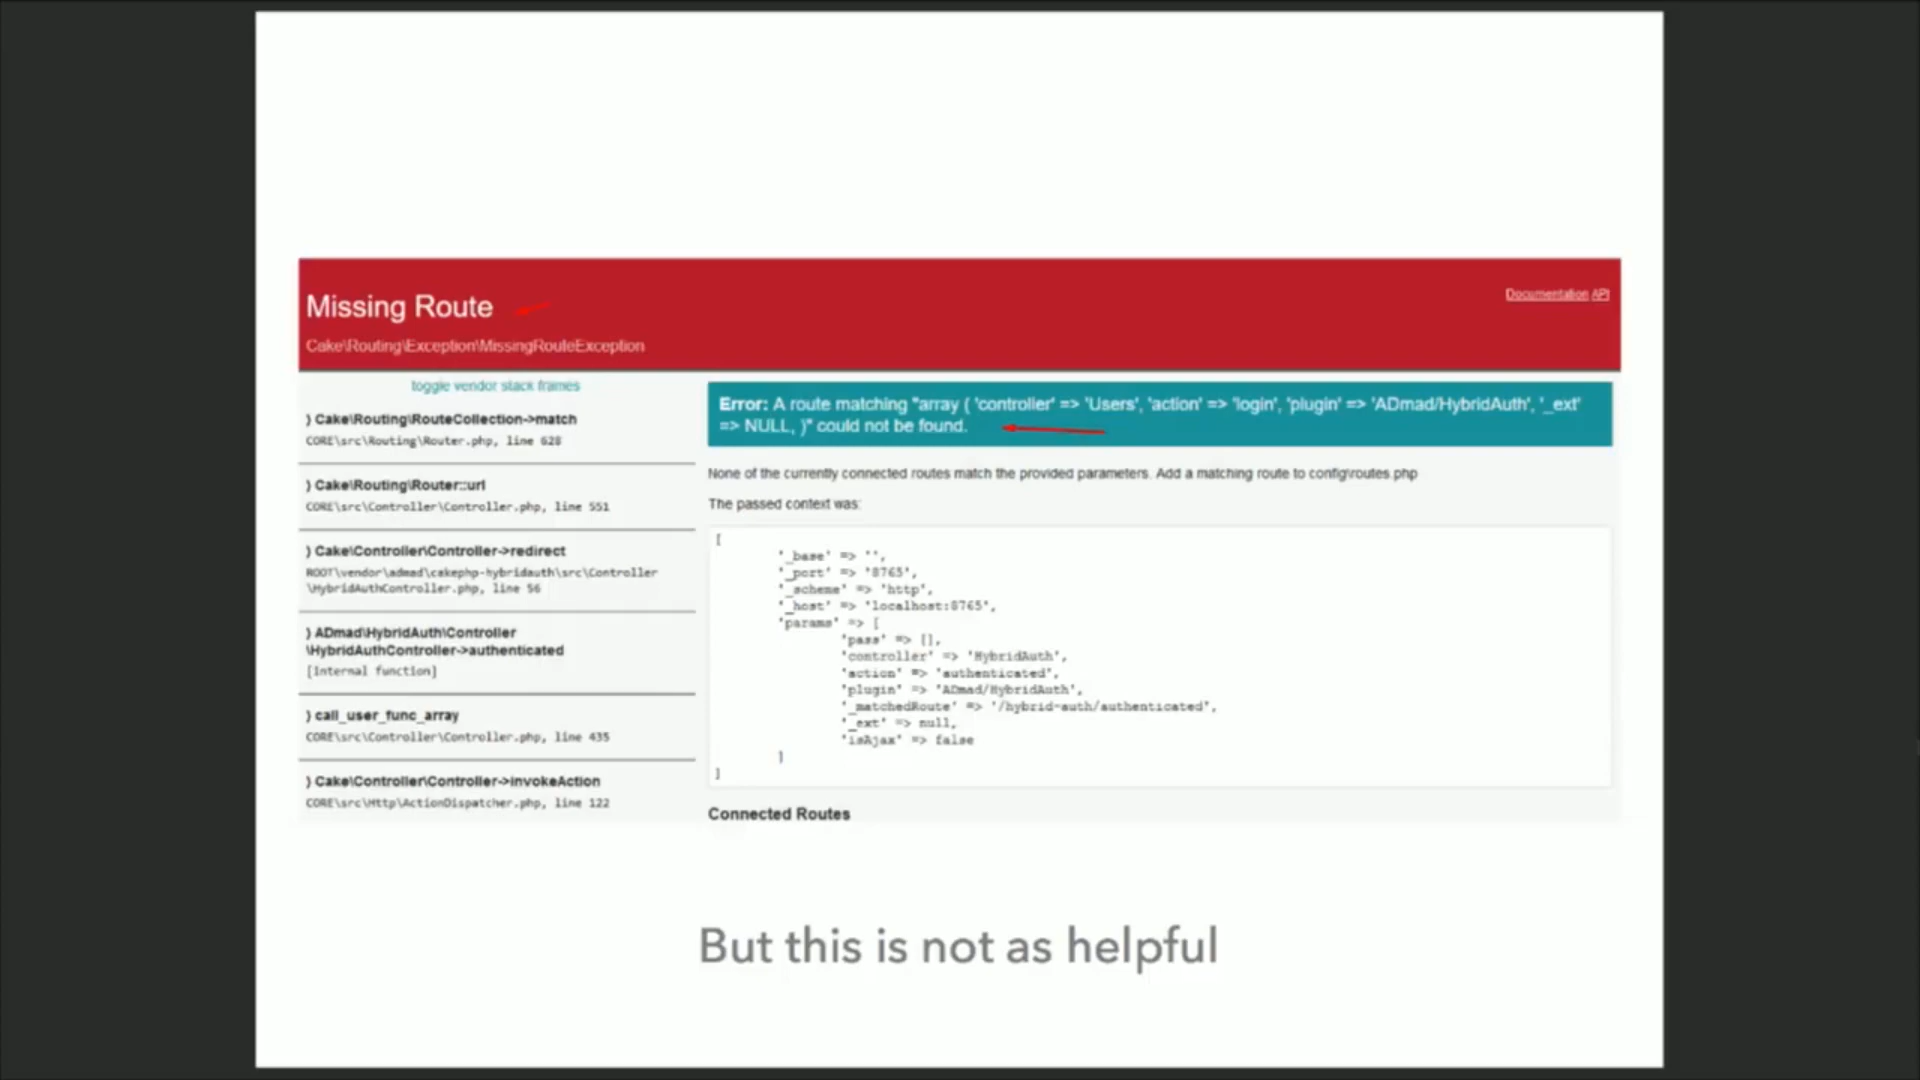 Missing Route
Documentation API
Cake\Routing\Exception\MissingRouteException
toggle vendor stack frames
⟩ Cake\Routing\RouteCollection->match
CORE\src\Routing\Router.php, line 628
⟩ Cake\Routing\Router::url
CORE\src\Controller\Controller.php, line 551
⟩ Cake\Controller\Controller->redirect
ROOT\vendor\admad\cakephp-hybridauth\src\Controller
\HybridAuthController.php, line 56
⟩ ADmad\HybridAuth\Controller
\HybridAuthController->authenticated
[internal function]
⟩ call_user_func_array
CORE\src\Controller\Controller.php, line 435
⟩ Cake\Controller\Controller->invokeAction
CORE\src\Http\ActionDispatcher.php, line 122
Error: A route matching "array ( 'controller' => 'Users', 'action' => 'login', 'plugin' => 'ADmad/HybridAuth', '_ext'
=> NULL, )" could not be found.
None of the currently connected routes match the provided parameters. Add a matching route to config\routes.php
The passed context was:
[
'_base' => '',
'_port' => '8765',
'_scheme' => 'http',
'_host' => 'localhost:8765',
'params' => [
'pass' => [],
'controller' => 'HybridAuth',
'action' => 'authenticated',
'plugin' => 'ADmad/HybridAuth',
'_matchedRoute' => '/hybrid-auth/authenticated',
'_ext' => null,
'isAjax' => false
]
]
Connected Routes
But this is not as helpful